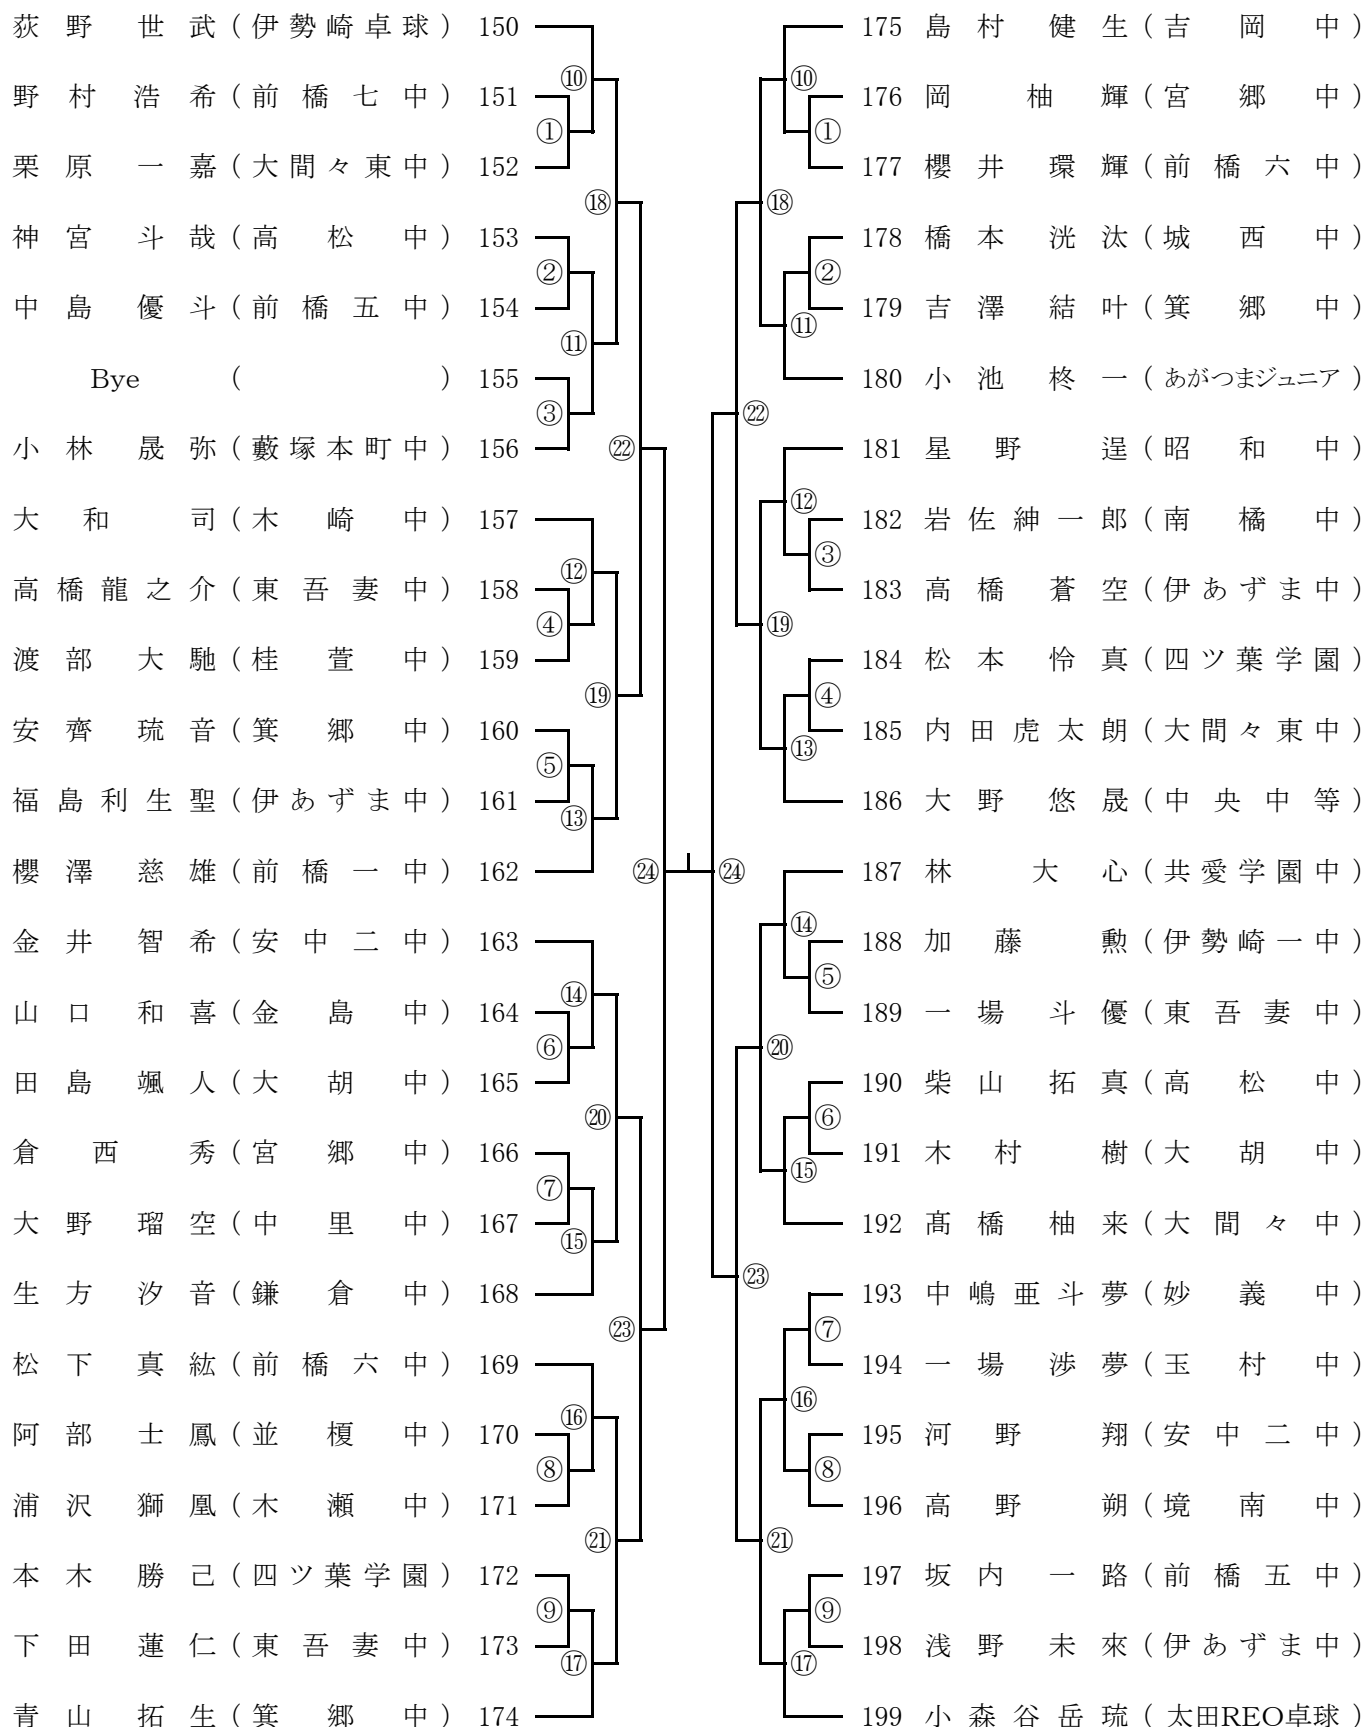 荻野世武(伊勢崎卓球) 150
⑩
野村浩希(前橋七中) 151
①
栗原一嘉(大間々東中) 152
⑱
神宮斗哉(高松中) 153
②
中島優斗(前橋五中) 154
⑪
Bye ( ) 155
③
小林晟弥(藪塚本町中) 156
㉒
大和司(木崎中) 157
⑫
高橋龍之介(東吾妻中) 158
④
渡部大馳(桂萱中) 159
⑲
安齊琉音(箕郷中) 160
⑤
福島利生聖(伊あずま中) 161
⑬
櫻澤慈雄(前橋一中) 162
㉔
金井智希(安中二中) 163
⑭
山口和喜(金島中) 164
⑥
田島颯人(大胡中) 165
⑳
倉西秀(宮郷中) 166
⑦
大野瑠空(中里中) 167
⑮
生方汐音(鎌倉中) 168
㉓
松下真紘(前橋六中) 169
⑯
阿部士鳳(並榎中) 170
⑧
浦沢獅凰(木瀬中) 171
㉑
本木勝己(四ツ葉学園) 172
⑨
下田蓮仁(東吾妻中) 173
⑰
青山拓生(箕郷中) 174
175 島村健生(吉岡中)
⑩
176 岡柚輝(宮郷中)
①
177 櫻井環輝(前橋六中)
⑱
178 橋本洸汰(城西中)
②
179 吉澤結叶(箕郷中)
⑪
180 小池柊一(あがつまジュニア)
㉒
181 星野逞(昭和中)
⑫
182 岩佐紳一郎(南橘中)
③
183 高橋蒼空(伊あずま中)
⑲
184 松本怜真(四ツ葉学園)
④
185 内田虎太朗(大間々東中)
⑬
186 大野悠晟(中央中等)
㉔
187 林大心(共愛学園中)
⑭
188 加藤勲(伊勢崎一中)
⑤
189 一場斗優(東吾妻中)
⑳
190 柴山拓真(高松中)
⑥
191 木村樹(大胡中)
⑮
192 髙橋柚来(大間々中)
㉓
193 中嶋亜斗夢(妙義中)
⑦
194 一場渉夢(玉村中)
⑯
195 河野翔(安中二中)
⑧
196 高野朔(境南中)
㉑
197 坂内一路(前橋五中)
⑨
198 浅野未來(伊あずま中)
⑰
199 小森谷岳琉(太田REO卓球)